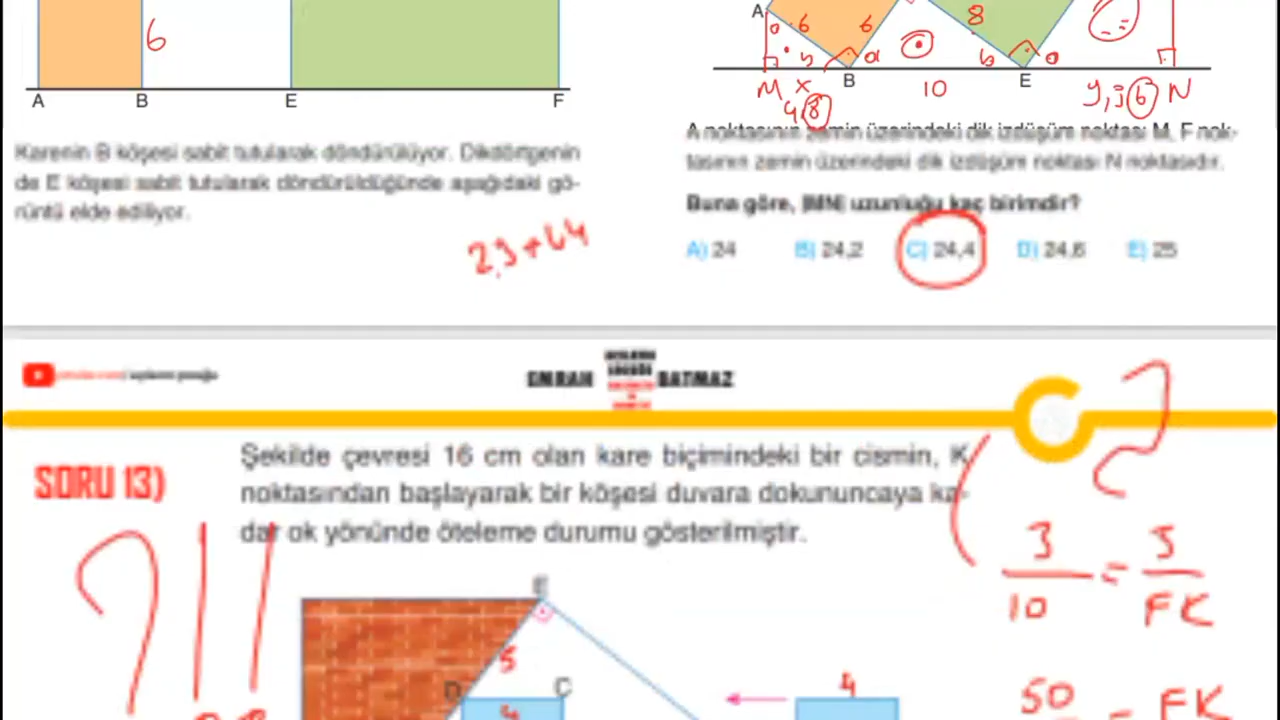 6
A B E F
Karenin B köşesi sabit tutularak döndürülüyor. Dikdörtgenin
de E köşesi sabit tutularak döndürüldüğünde aşağıdaki gö-
rüntü elde ediliyor.
A 6 6 8
B 10 E
M x N
4,8
A noktasının zemin üzerindeki dik izdüşüm noktası M, F nok-
tasının zemin üzerindeki dik izdüşüm noktası N noktasıdır.
Buna göre, |MN| uzunluğu kaç birimdir?
A) 24 B) 24,2 C) 24,4 D) 24,6 E) 25
EMRAH BATMAZ
SORU 13)
Şekilde çevresi 16 cm olan kare biçimindeki bir cismin, K
noktasından başlayarak bir köşesi duvara dokununcaya ka-
dar ok yönünde öteleme durumu gösterilmiştir.
3/10 = 5/FK
E
5
D C
4
4
50 = FK